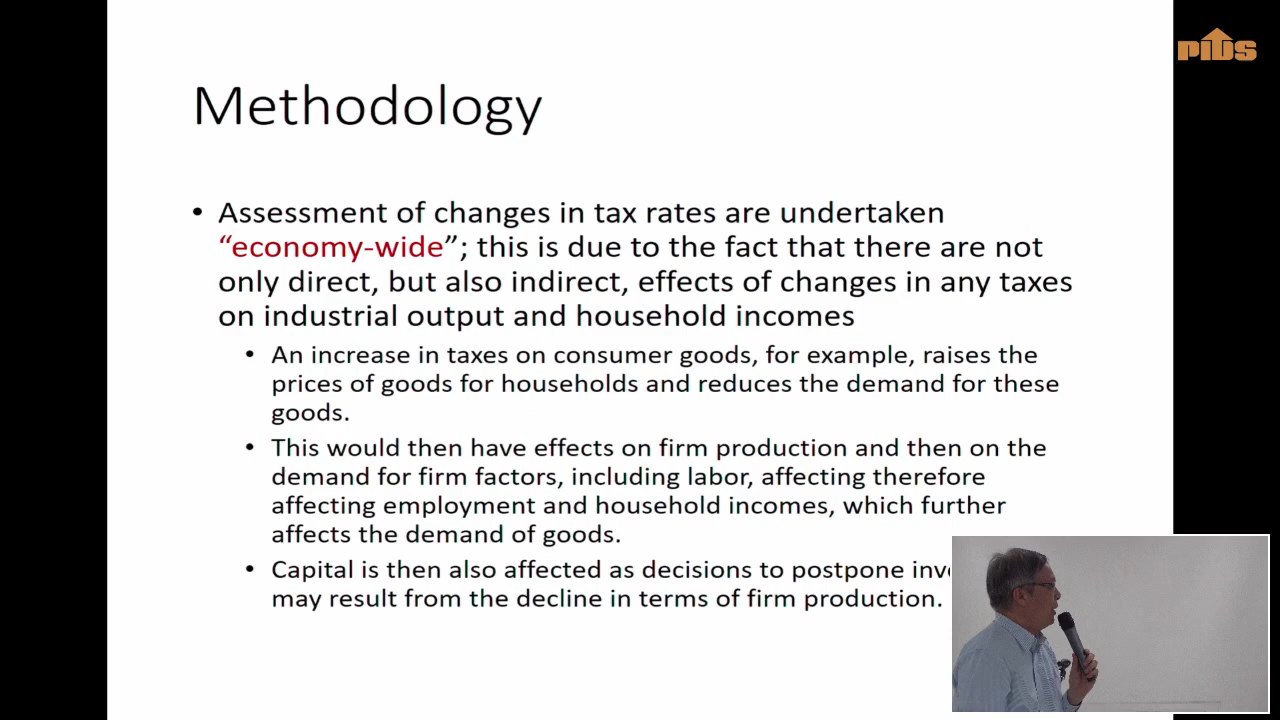 PIDS
Methodology
• Assessment of changes in tax rates are undertaken
“economy-wide”; this is due to the fact that there are not
only direct, but also indirect, effects of changes in any taxes
on industrial output and household incomes
• An increase in taxes on consumer goods, for example, raises the
prices of goods for households and reduces the demand for these
goods.
• This would then have effects on firm production and then on the
demand for firm factors, including labor, affecting therefore
affecting employment and household incomes, which further
affects the demand of goods.
• Capital is then also affected as decisions to postpone
may result from the decline in terms of firm production.